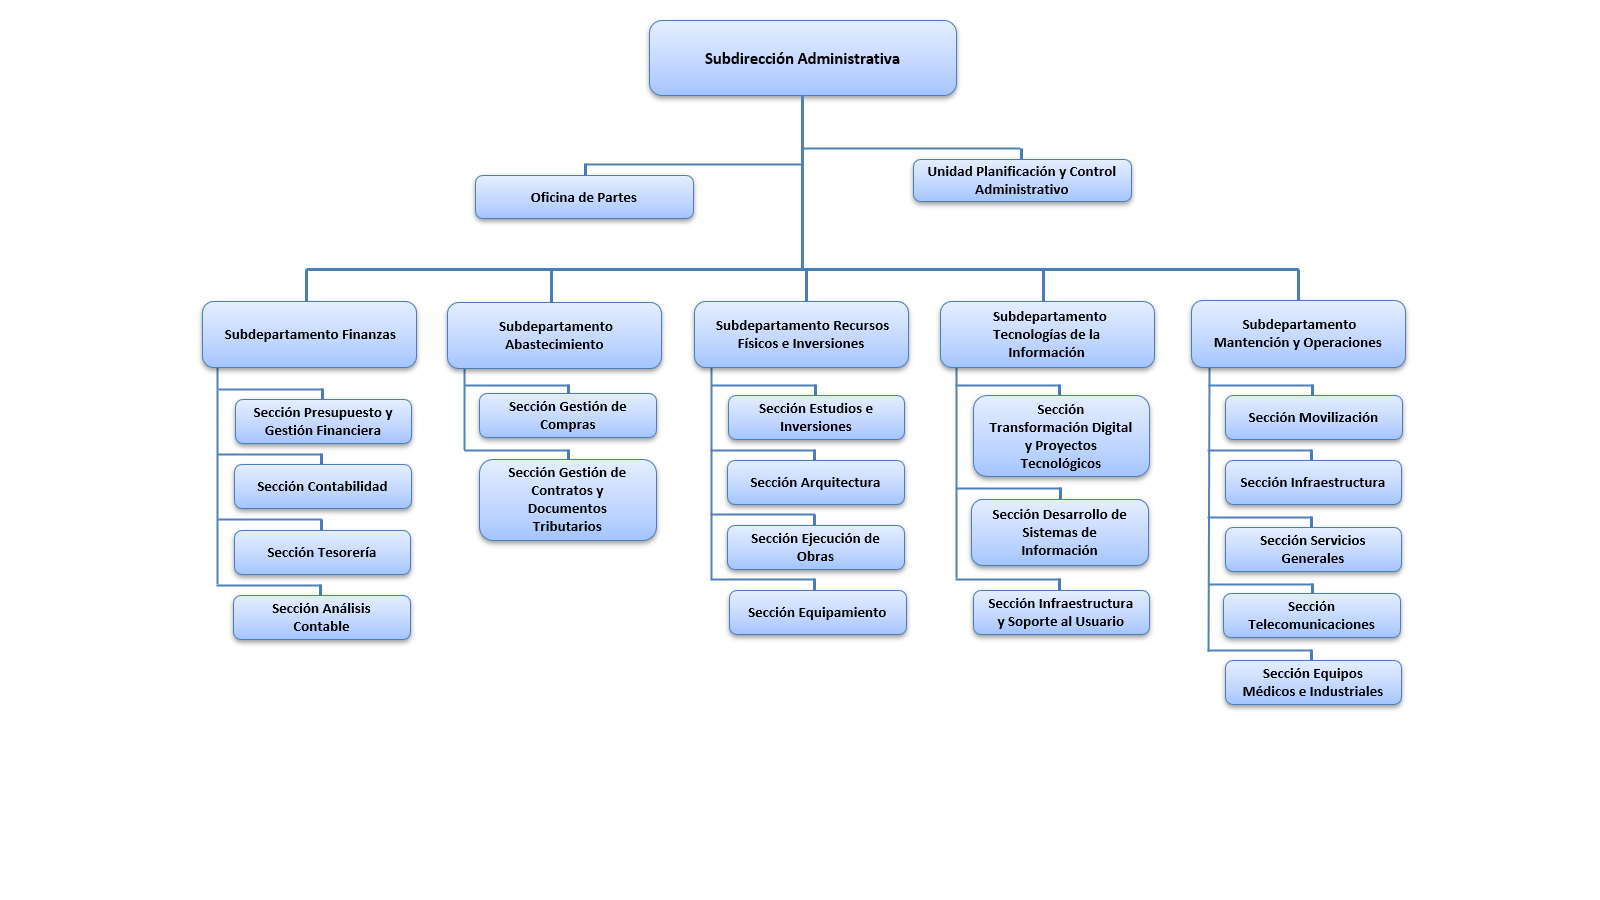 Subdirección Administrativa
Unidad Planificación y Control
Administrativo
Oficina de Partes
Subdepartamento Finanzas
Sección Presupuesto y
Gestión Financiera
Sección Contabilidad
Sección Tesorería
Sección Análisis
Contable
Subdepartamento
Abastecimiento
Sección Gestión de
Compras
Sección Gestión de
Contratos y
Documentos
Tributarios
Subdepartamento Recursos
Físicos e Inversiones
Sección Estudios e
Inversiones
Sección Arquitectura
Sección Ejecución de
Obras
Sección Equipamiento
Subdepartamento
Tecnologías de la
Información
Sección
Transformación Digital
y Proyectos
Tecnológicos
Sección Desarrollo de
Sistemas de
Información
Sección Infraestructura
y Soporte al Usuario
Subdepartamento
Mantención y Operaciones
Sección Movilización
Sección Infraestructura
Sección Servicios
Generales
Sección
Telecomunicaciones
Sección Equipos
Médicos e Industriales